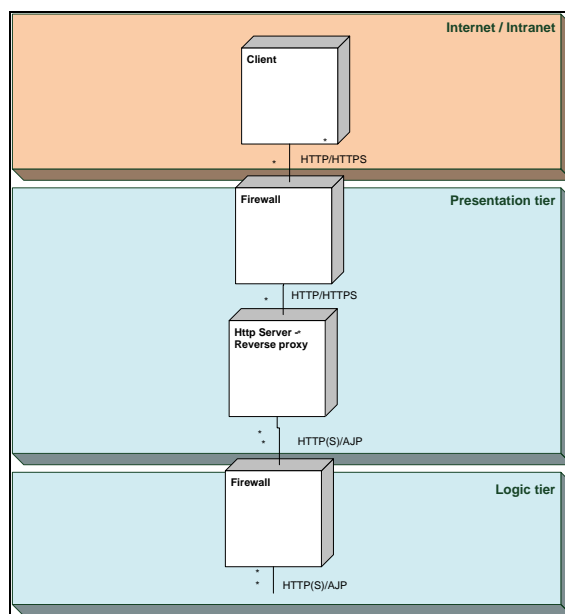 Internet / Intranet
Client
*
* HTTP/HTTPS
Presentation tier
Firewall
* HTTP/HTTPS
Http Server -
Reverse proxy
*
* HTTP(S)/AJP
Logic tier
Firewall
*
* HTTP(S)/AJP